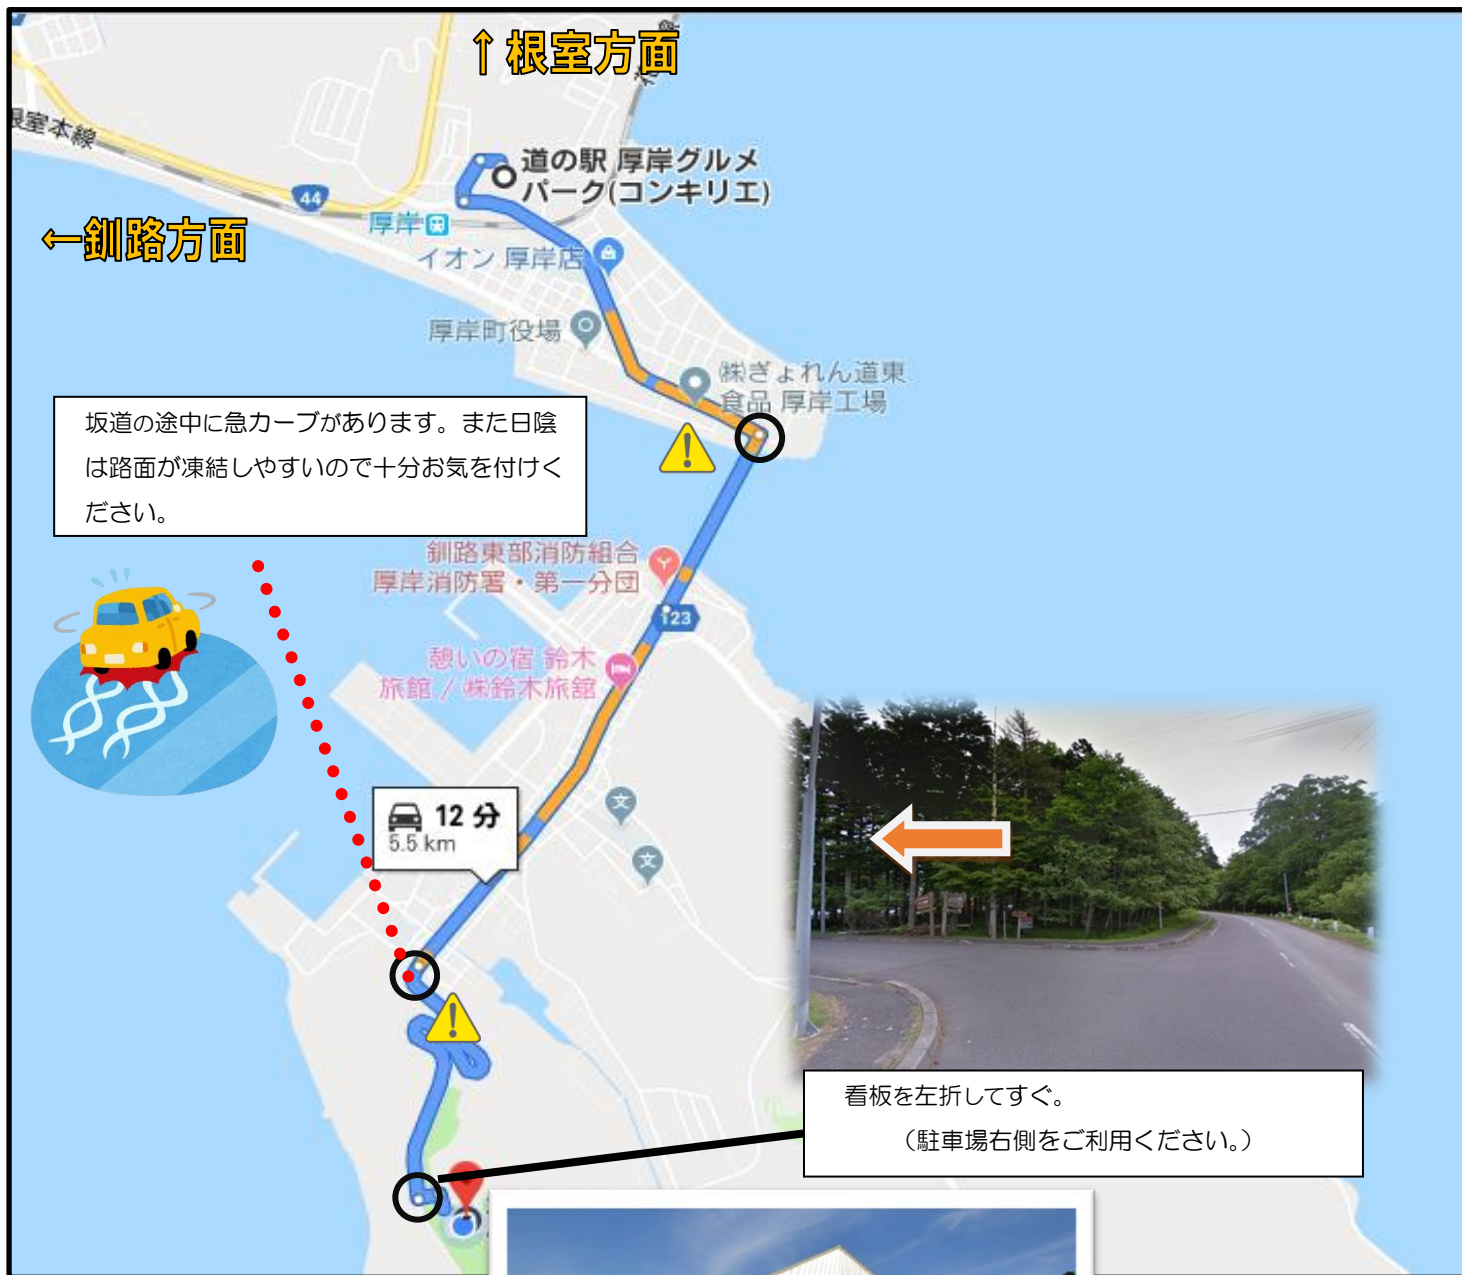 ↑根室方面
根室本線
道の駅 厚岸グルメ
パーク(コンキリエ)
44
←釧路方面
厚岸
イオン 厚岸店
厚岸町役場
㈱ぎょれん道東
食品 厚岸工場
坂道の途中に急カーブがあります。また日陰
は路面が凍結しやすいので十分お気を付けく
ださい。
釧路東部消防組合
厚岸消防署・第一分団
123
憩いの宿 鈴木
旅館 / ㈱鈴木旅舘
文
12 分
5.5 km
文
看板を左折してすぐ。
（駐車場右側をご利用ください。）